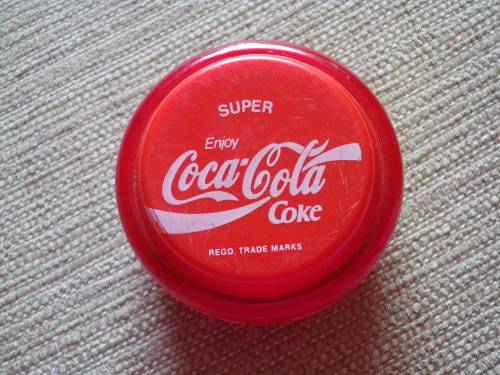 SUPER
Enjoy
Coca-Cola
Coke
REGD. TRADE MARKS